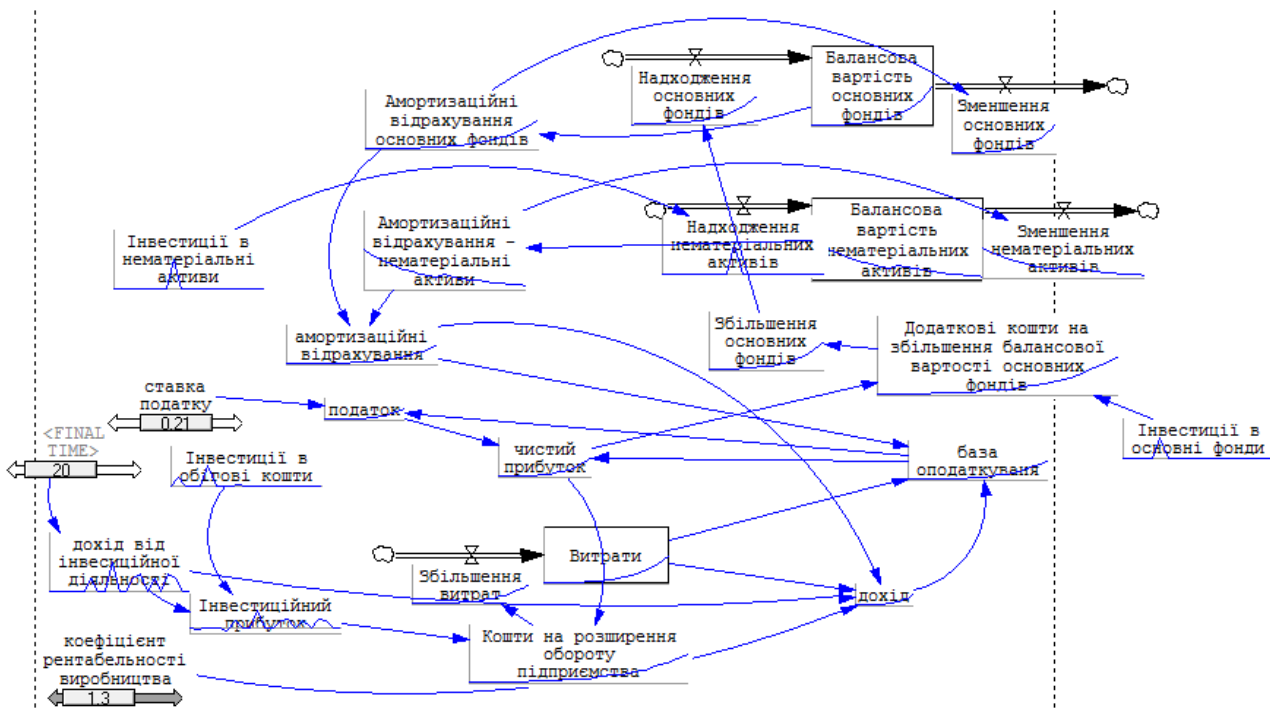 Балансова
вартість
основних
фондів
Надходження
основних
фондів
Зменшення
основних
фондів
Амортизаційні
відрахування
основних фондів
Амортизаційні
відрахування –
нематеріальні
активи
Інвестиції в
нематеріальні
активи
Надходження
нематеріальних
активів
Балансова
вартість
нематеріальних
активів
Зменшення
нематеріальних
активів
амортизаційні
відрахування
Збільшення
основних
фондів
Додаткові кошти на
збільшення балансової
вартості основних
фондів
ставка
податку
0.21
податок
<FINAL
TIME>
20
Інвестиції в
обігові кошти
чистий
прибуток
база
оподаткуваня
Інвестиції в
основні фонди
дохід від
інвесиційної
діяльності
Витрати
Збільшення
витрат
дохід
Інвестиційний
прибуток
Кошти на розширення
обороту
підприємства
коефіцієнт
рентабельності
виробництва
1.3